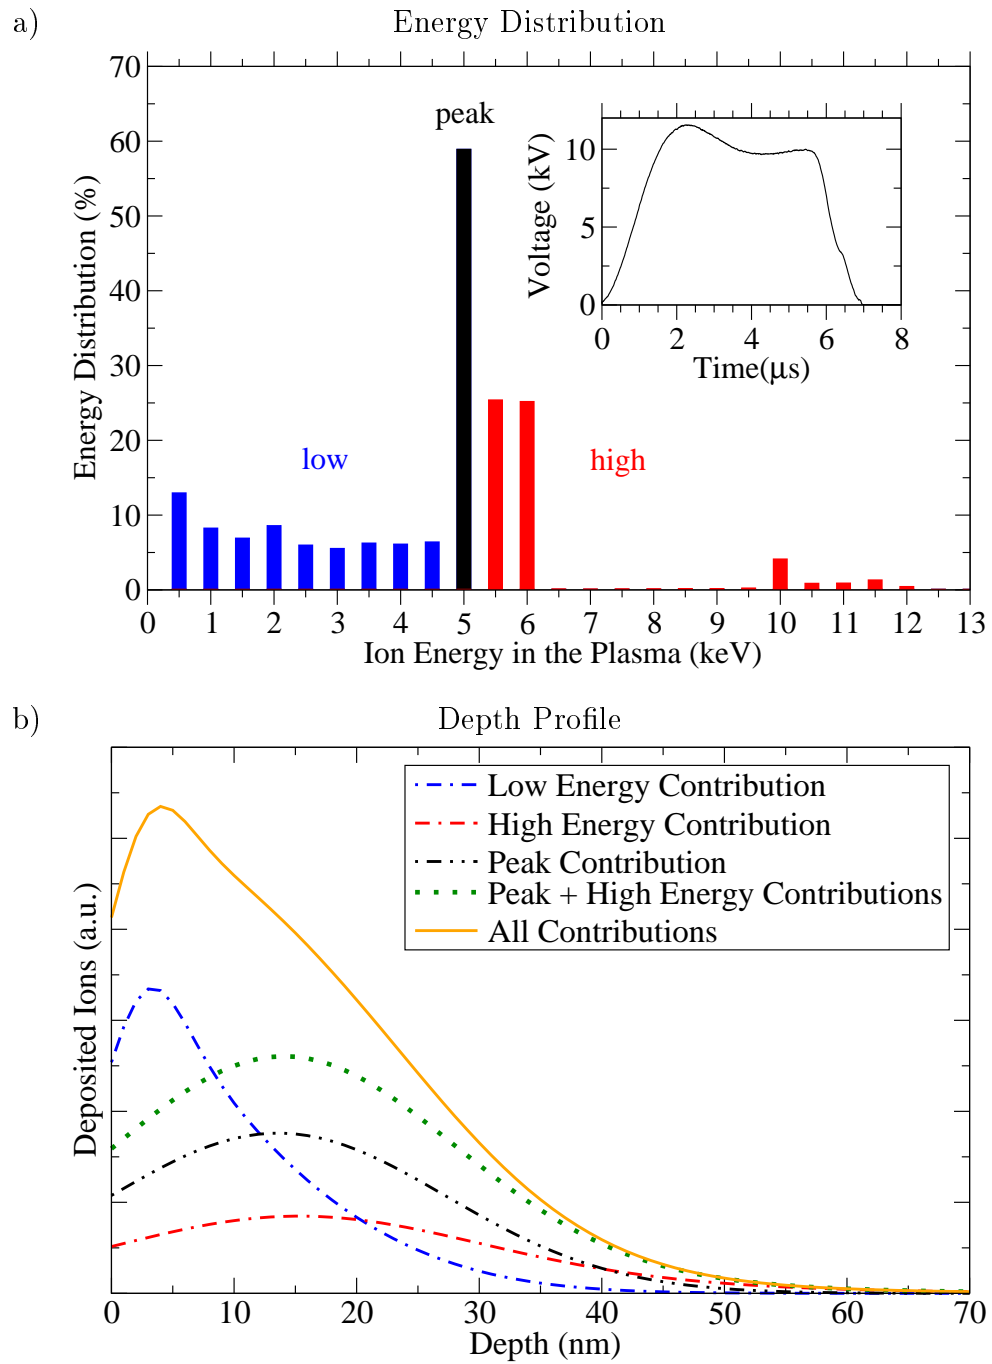 a)
Energy Distribution
70
60
50
40
30
20
10
0
Energy Distribution (%)
peak
low
high
10
5
0
Voltage (kV)
0 2 4 6 8
Time(μs)
0 1 2 3 4 5 6 7 8 9 10 11 12 13
Ion Energy in the Plasma (keV)
b)
Depth Profile
Low Energy Contribution
High Energy Contribution
Peak Contribution
Peak + High Energy Contributions
All Contributions
Deposited Ions (a.u.)
0 10 20 30 40 50 60 70
Depth (nm)